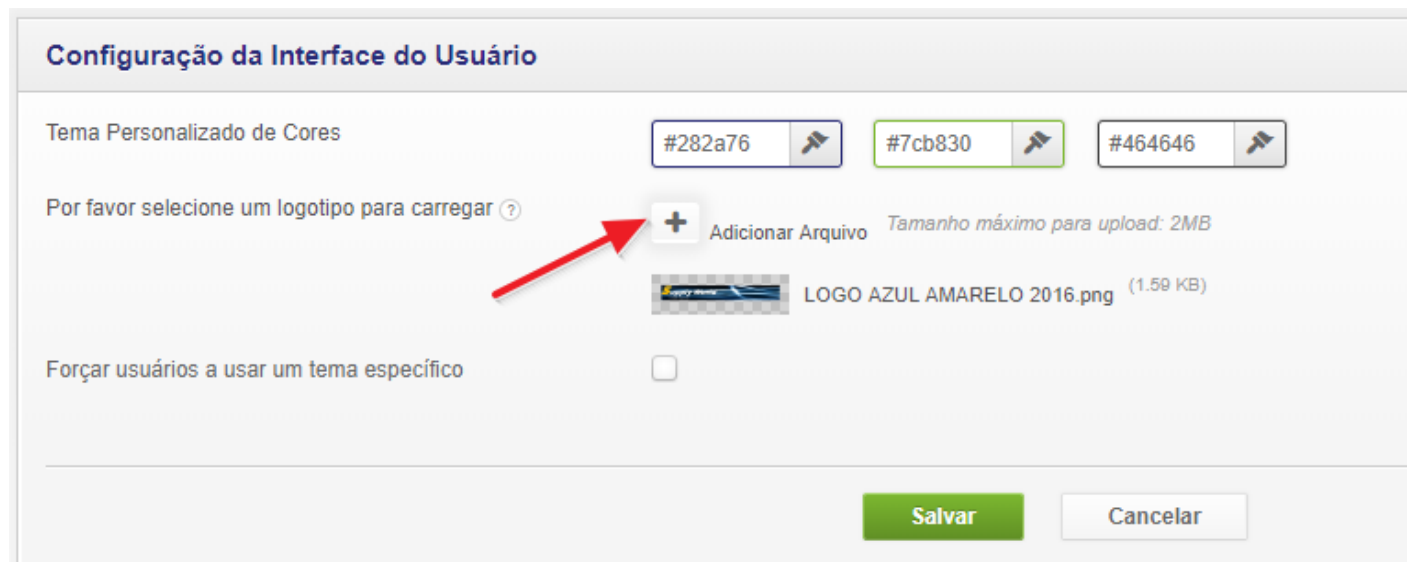 Configuração da Interface do Usuário
Tema Personalizado de Cores #282a76 #7cb830 #464646
Por favor selecione um logotipo para carregar ?
+ Adicionar Arquivo Tamanho máximo para upload: 2MB
LOGO AZUL AMARELO 2016.png (1.59 KB)
Forçar usuários a usar um tema específico
Salvar Cancelar